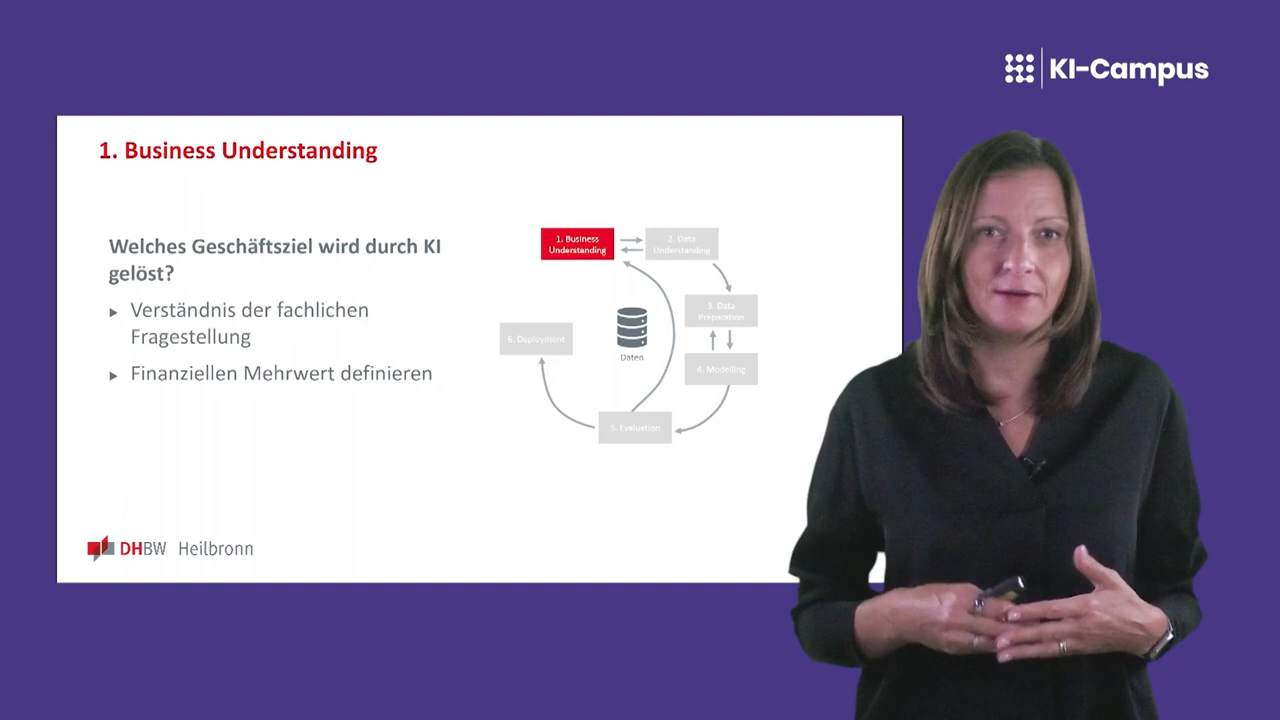 KI-Campus
1. Business Understanding
Welches Geschäftsziel wird durch KI
gelöst?
▸ Verständnis der fachlichen
Fragestellung
▸ Finanziellen Mehrwert definieren
1. Business
Understanding
2. Data
Understanding
3. Data
Preparation
Daten
6. Deployment
4. Modelling
5. Evaluation
DHBW Heilbronn